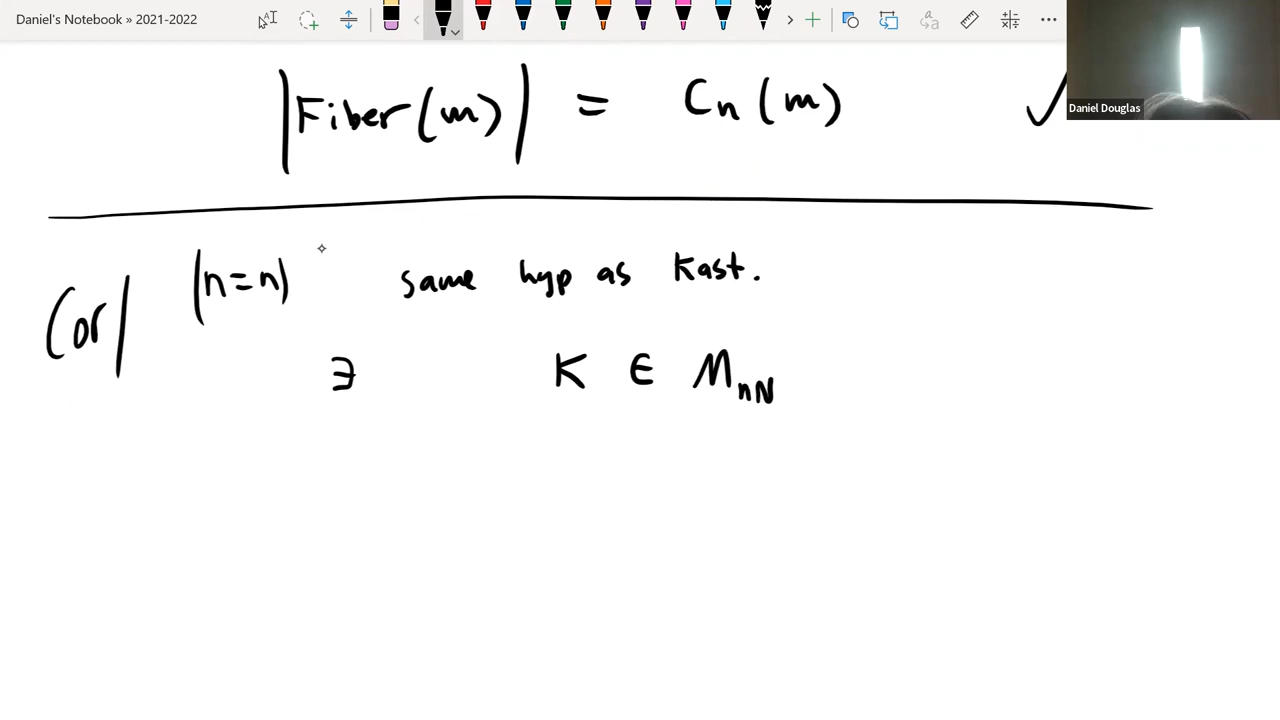 Daniel's Notebook » 2021-2022
Daniel Douglas
|Fiber(m)| = Cn(m) ✓
Cor/ (n=n) same hyp as Kast.
∃ K ∈ MnN